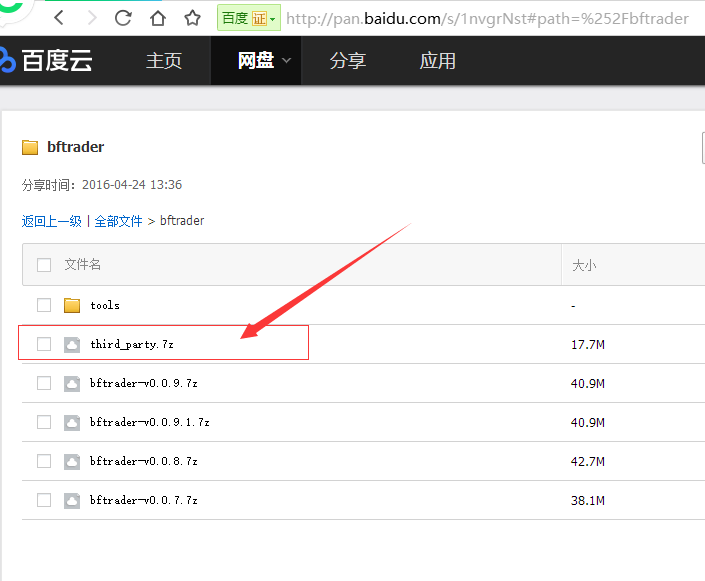 百度 证 http://pan.baidu.com/s/1nvgrNst#path=%252Fbftrader
百度云 主页 网盘 分享 应用
bftrader
分享时间：2016-04-24 13:36
返回上一级 | 全部文件 > bftrader
文件名 大小
tools -
third_party.7z 17.7M
bftrader-v0.0.9.7z 40.9M
bftrader-v0.0.9.1.7z 40.9M
bftrader-v0.0.8.7z 42.7M
bftrader-v0.0.7.7z 38.1M